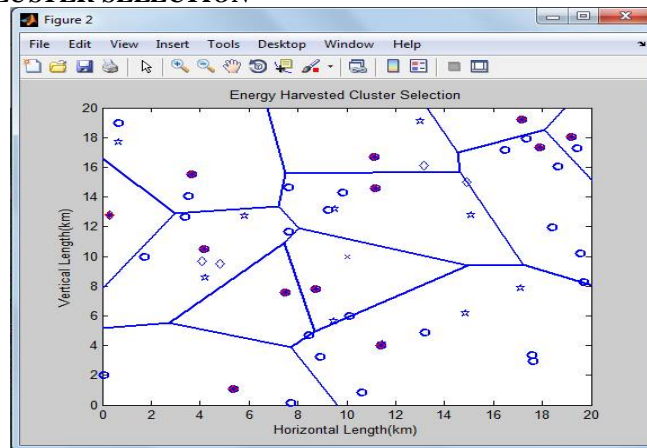 CLUSTER SELECTION
Figure 2
File Edit View Insert Tools Desktop Window Help
Energy Harvested Cluster Selection
20
18
16
14
12
10
8
6
4
2
0
Vertical Length(km)
0 2 4 6 8 10 12 14 16 18 20
Horizontal Length(km)